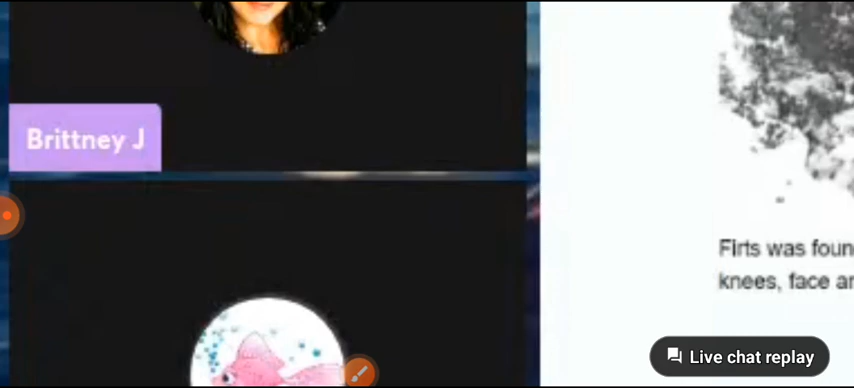 Brittney J
Firts was foun
knees, face ar
Live chat replay